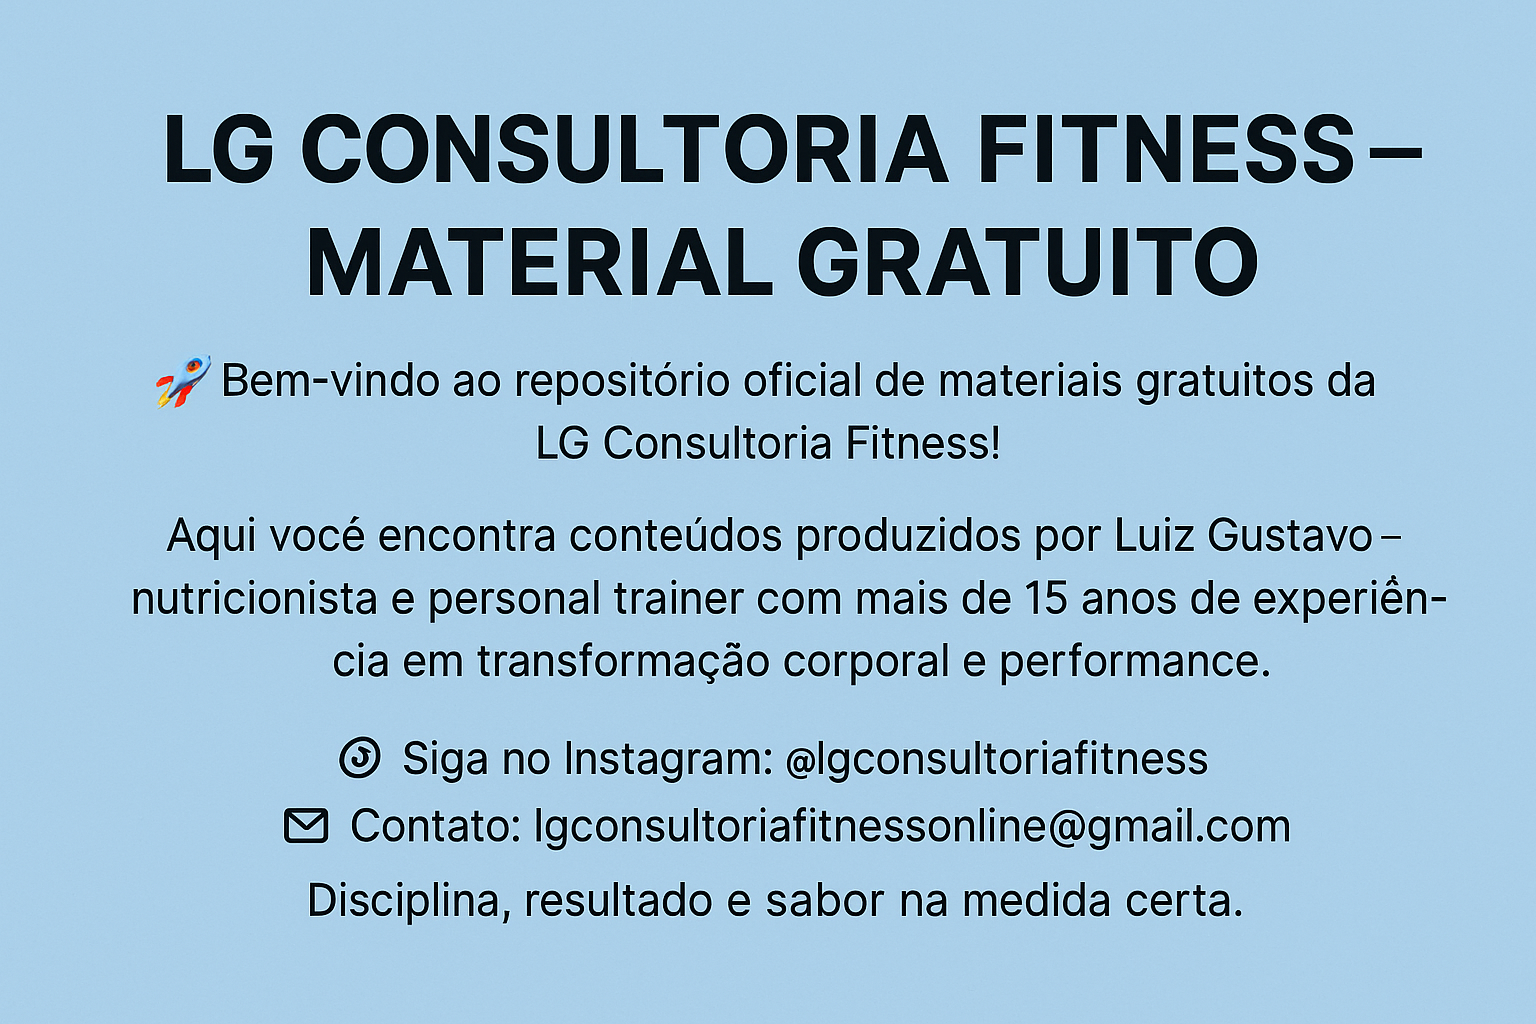 LG CONSULTORIA FITNESS –
MATERIAL GRATUITO
🚀 Bem-vindo ao repositório oficial de materiais gratuitos da
LG Consultoria Fitness!
Aqui vocé encontra conteúdos produzidos por Luiz Gustavo –
nutricionista e personal trainer com mais de 15 anos de experiên-
cia em transformação corporal e performance.
Siga no Instagram: @lgconsultoriafitness
Contato: lgconsultoriafitnessonline@gmail.com
Disciplina, resultado e sabor na medida certa.